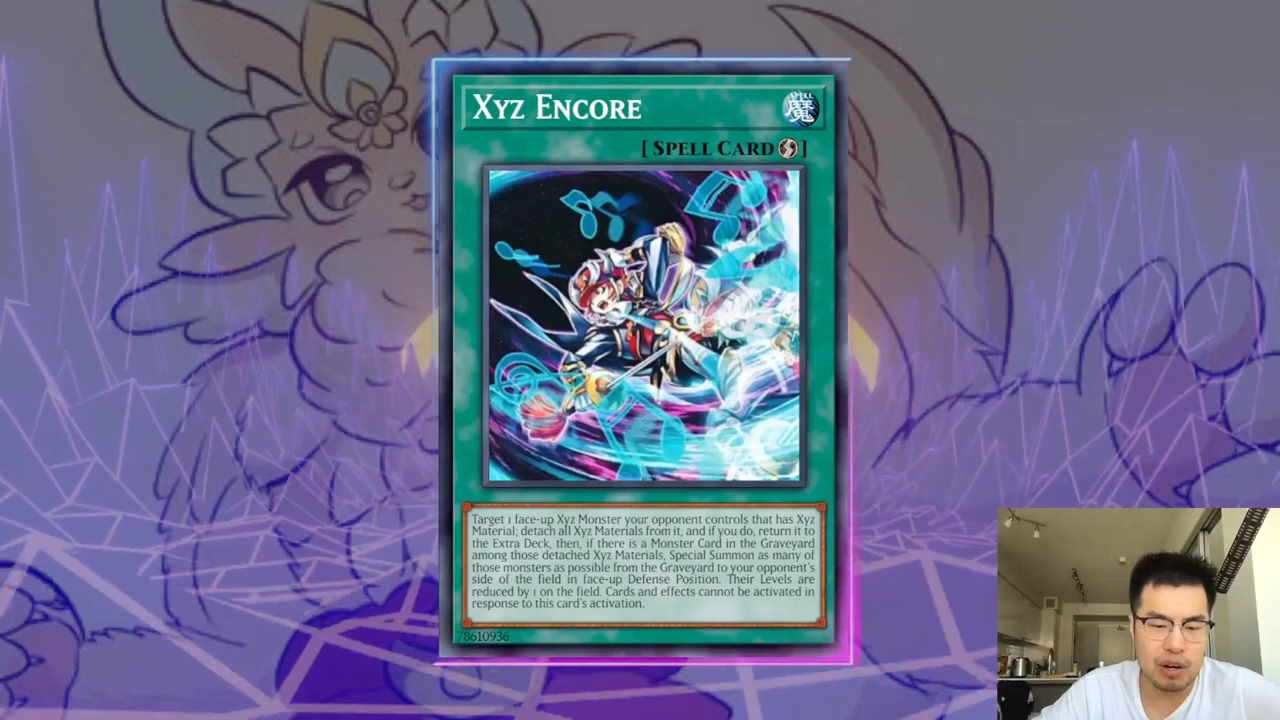 Xyz Encore
[ Spell Card ]
Target 1 face-up Xyz Monster your opponent controls that has Xyz
Material; detach all Xyz Materials from it, and if you do, return it to
the Extra Deck, then, if there is a Monster Card in the Graveyard
among those detached Xyz Materials, Special Summon as many of
those monsters as possible from the Graveyard to your opponent's
side of the field in face-up Defense Position. Their Levels are
reduced by 1 on the field. Cards and effects cannot be activated in
response to this card's activation.
78610936